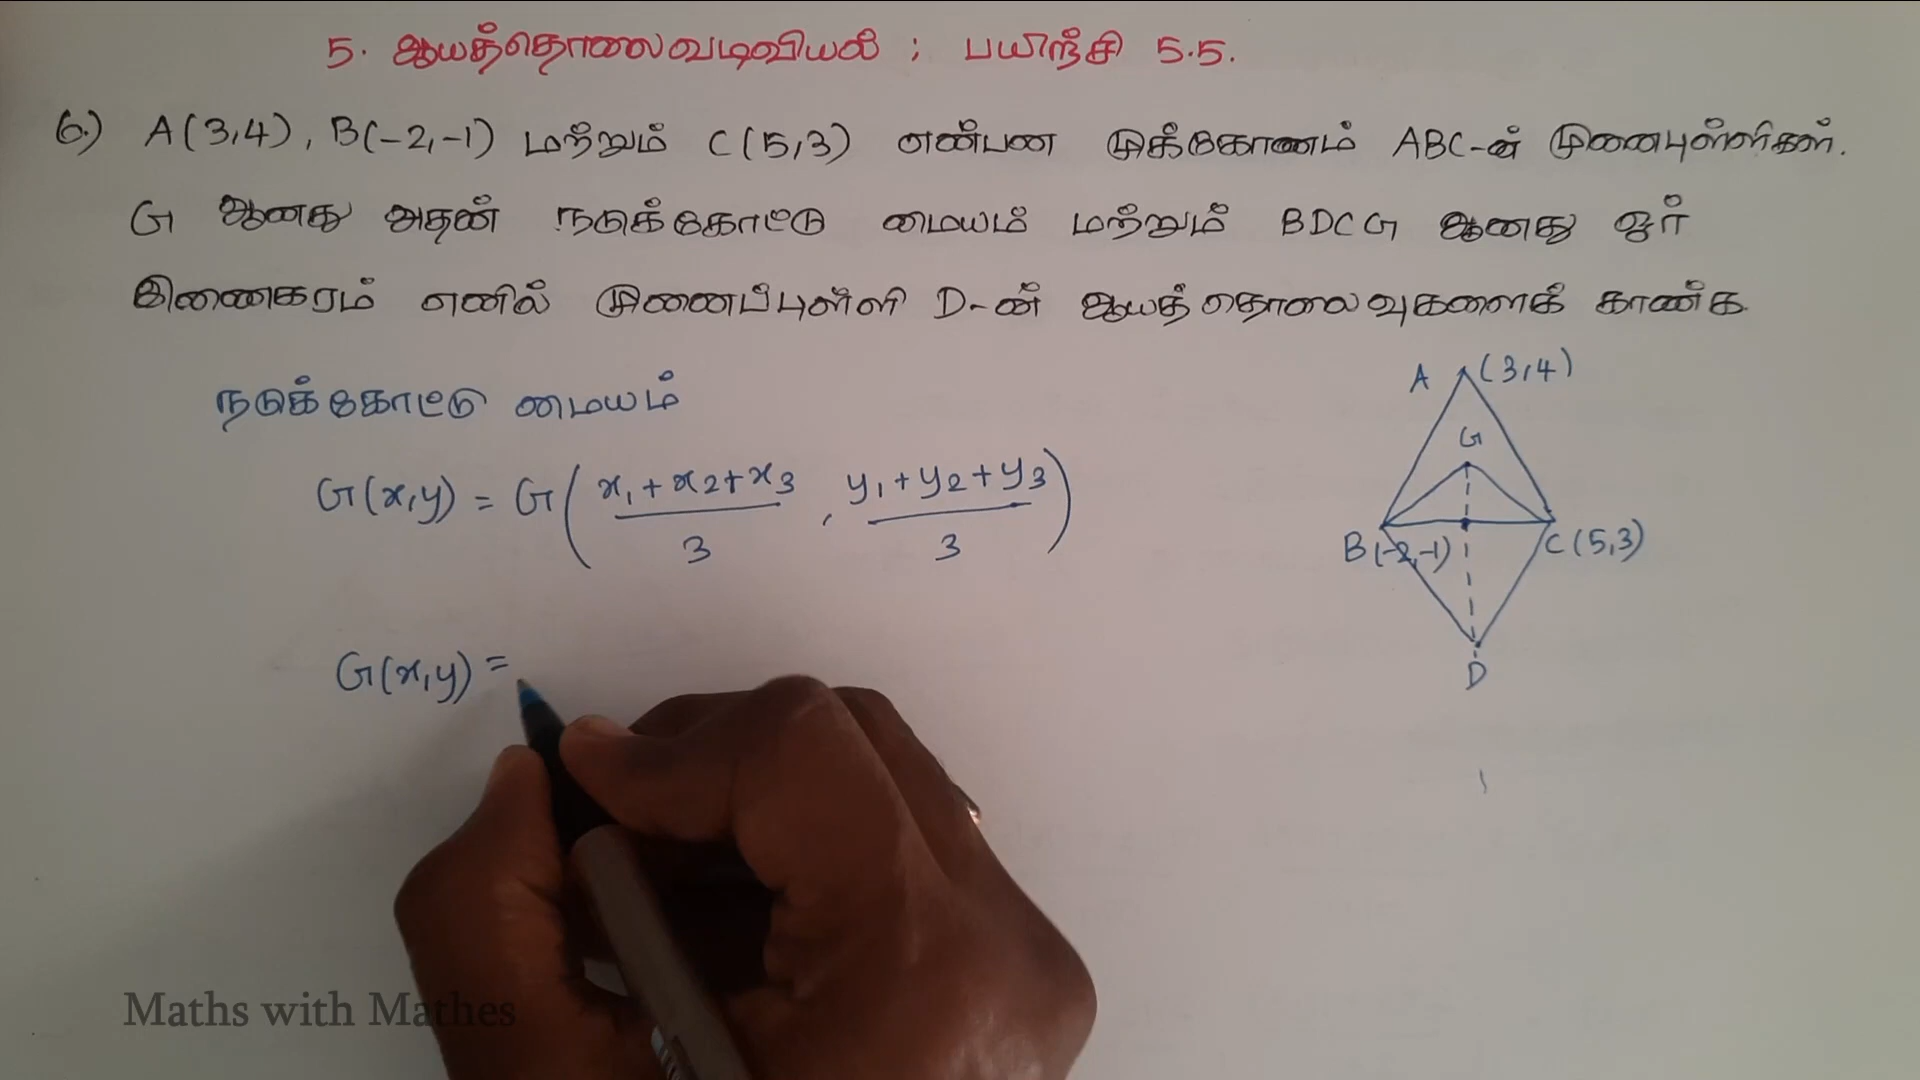 5. ஆயத்தொலைவடிவியல் ; பயிற்சி 5.5.
6.) A(3,4), B(-2,-1) மற்றும் C(5,3) என்பன முக்கோணம் ABC-ன் முனைபுள்ளிகள்.
G ஆனது அதன் நடுக்கோட்டு மையம் மற்றும் BDCG ஆனது ஓர்
இணைகரம் எனில் முணைப்புள்ளி D-ன் ஆயத்தொலைவுகளைக் காண்க
நடுக்கோட்டு மையம்
G(x,y) = G( x₁+x₂+x₃ / 3 , y₁+y₂+y₃ / 3 )
G(x,y) =
A (3,4)
G
B(-2,-1) C(5,3)
D
Maths with Mathes